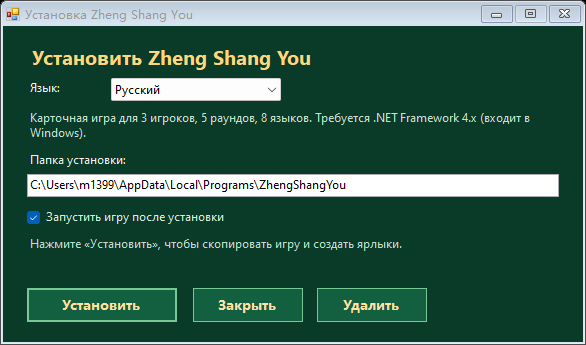 Установка Zheng Shang You
Установить Zheng Shang You
Язык:
Русский
Карточная игра для 3 игроков, 5 раундов, 8 языков. Требуется .NET Framework 4.x (входит в
Windows).
Папка установки:
C:\Users\m1399\AppData\Local\Programs\ZhengShangYou
Запустить игру после установки
Нажмите «Установить», чтобы скопировать игру и создать ярлыки.
Установить
Закрыть
Удалить